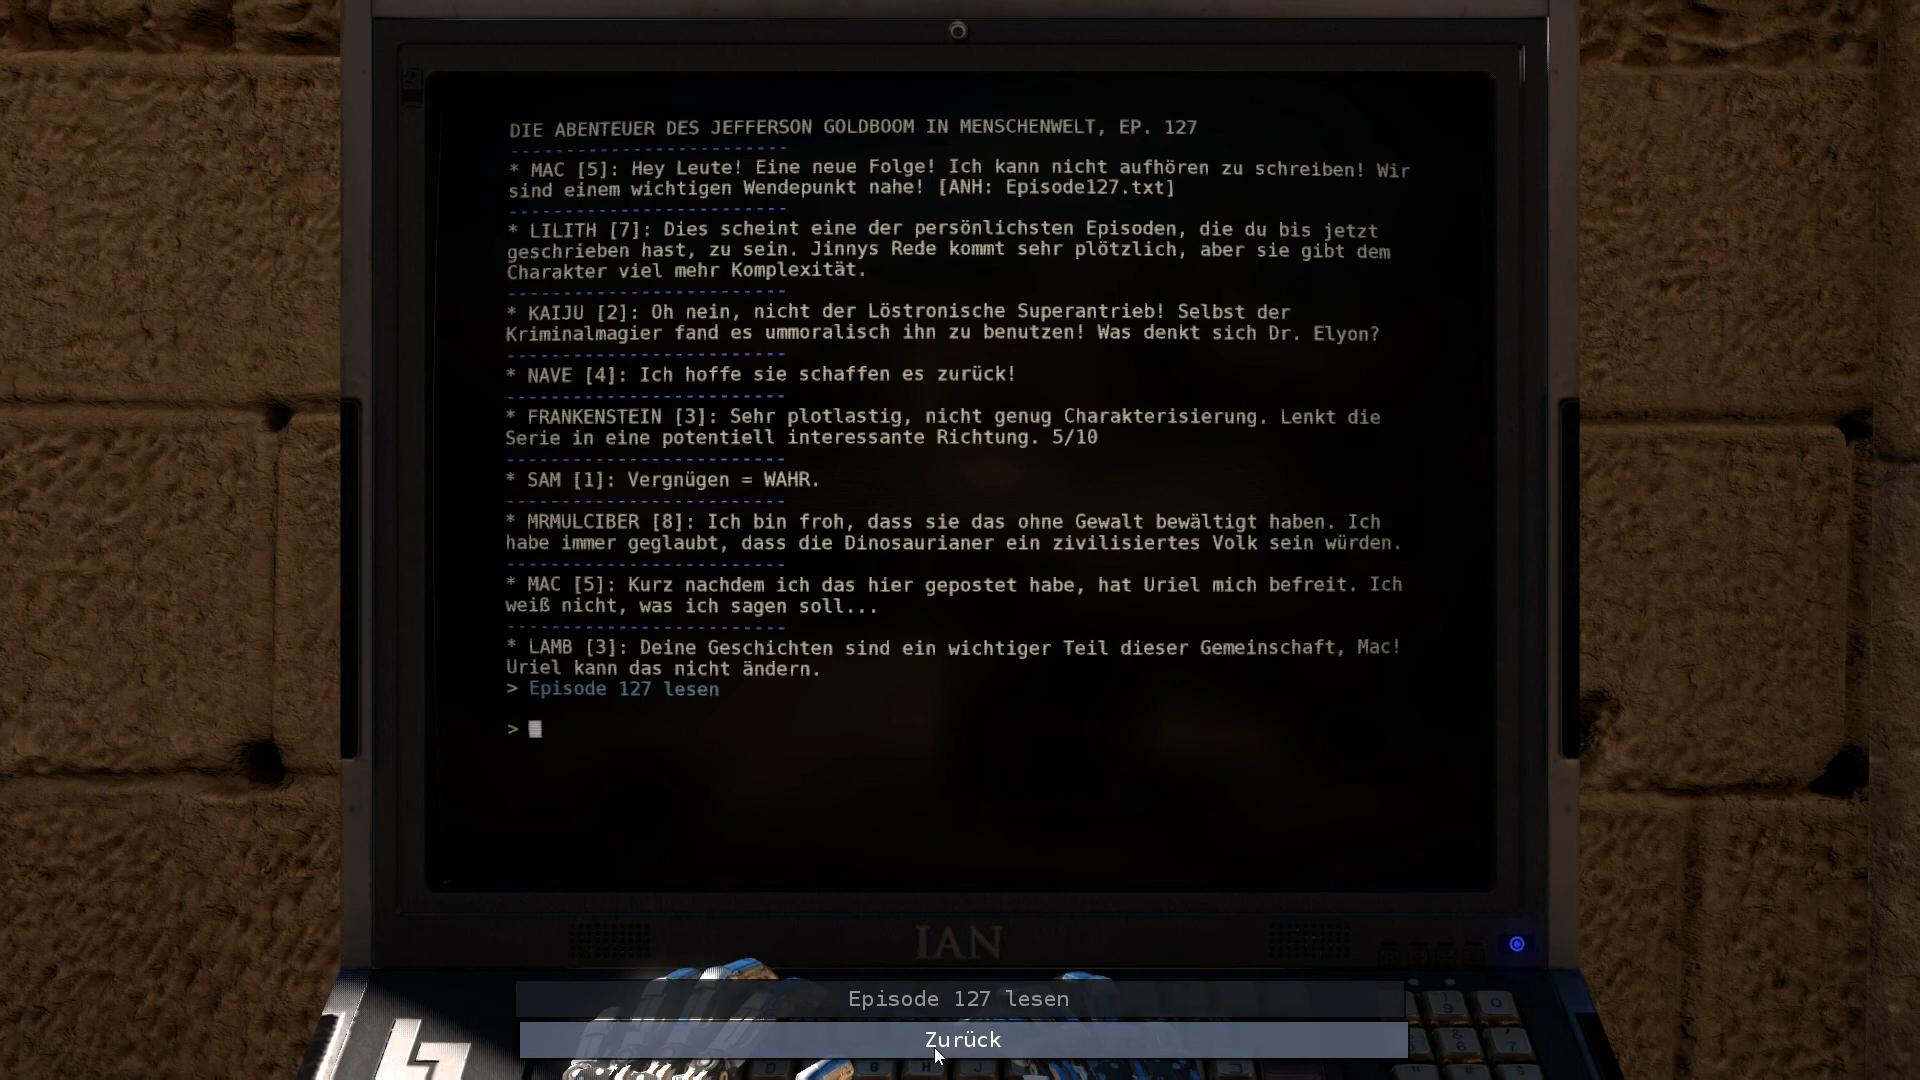 DIE ABENTEUER DES JEFFERSON GOLDBOOM IN MENSCHENWELT, EP. 127
-------------------------
* MAC [5]: Hey Leute! Eine neue Folge! Ich kann nicht aufhören zu schreiben! Wir
sind einem wichtigen Wendepunkt nahe! [ANH: Episode127.txt]
-------------------------
* LILITH [7]: Dies scheint eine der persönlichsten Episoden, die du bis jetzt
geschrieben hast, zu sein. Jinnys Rede kommt sehr plötzlich, aber sie gibt dem
Charakter viel mehr Komplexität.
-------------------------
* KAIJU [2]: Oh nein, nicht der Löstronische Superantrieb! Selbst der
Kriminalmagier fand es ummoralisch ihn zu benutzen! Was denkt sich Dr. Elyon?
-------------------------
* NAVE [4]: Ich hoffe sie schaffen es zurück!
-------------------------
* FRANKENSTEIN [3]: Sehr plotlastig, nicht genug Charakterisierung. Lenkt die
Serie in eine potentiell interessante Richtung. 5/10
-------------------------
* SAM [1]: Vergnügen = WAHR.
-------------------------
* MRMULCIBER [8]: Ich bin froh, dass sie das ohne Gewalt bewältigt haben. Ich
habe immer geglaubt, dass die Dinosaurianer ein zivilisiertes Volk sein würden.
-------------------------
* MAC [5]: Kurz nachdem ich das hier gepostet habe, hat Uriel mich befreit. Ich
weiß nicht, was ich sagen soll...
-------------------------
* LAMB [3]: Deine Geschichten sind ein wichtiger Teil dieser Gemeinschaft, Mac!
Uriel kann das nicht ändern.
> Episode 127 lesen
>
IAN
Episode 127 lesen
Zurück